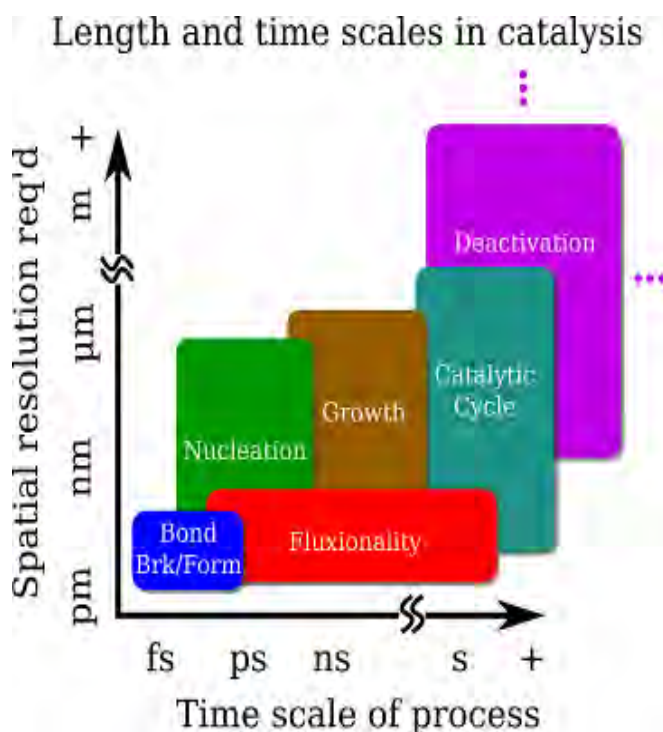 Length and time scales in catalysis
Spatial resolution req'd
+
m
μm
nm
pm
Deactivation
Catalytic
Cycle
Growth
Nucleation
Fluxionality
Bond
Brk/Form
fs ps ns s +
Time scale of process